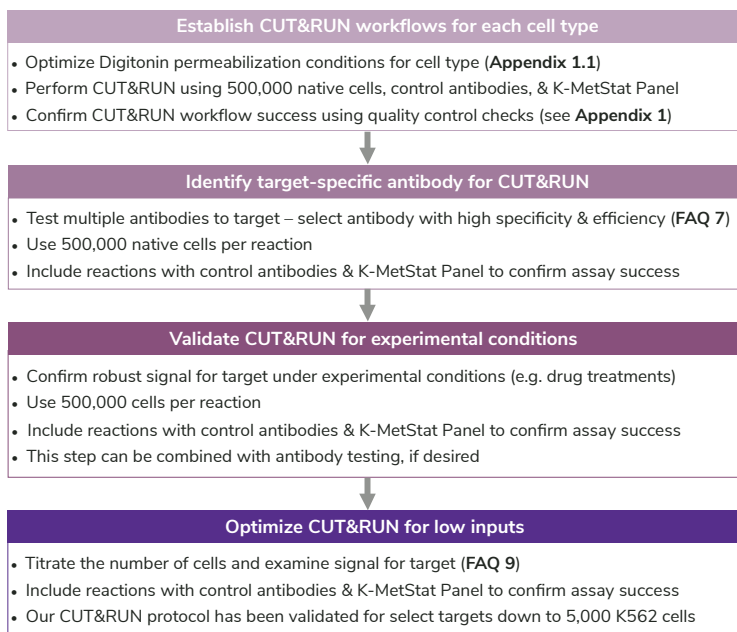 Establish CUT&RUN workflows for each cell type
• Optimize Digitonin permeabilization conditions for cell type (Appendix 1.1)
• Perform CUT&RUN using 500,000 native cells, control antibodies, & K-MetStat Panel
• Confirm CUT&RUN workflow success using quality control checks (see Appendix 1)
Identify target-specific antibody for CUT&RUN
• Test multiple antibodies to target – select antibody with high specificity & efficiency (FAQ 7)
• Use 500,000 native cells per reaction
• Include reactions with control antibodies & K-MetStat Panel to confirm assay success
Validate CUT&RUN for experimental conditions
• Confirm robust signal for target under experimental conditions (e.g. drug treatments)
• Use 500,000 cells per reaction
• Include reactions with control antibodies & K-MetStat Panel to confirm assay success
• This step can be combined with antibody testing, if desired
Optimize CUT&RUN for low inputs
• Titrate the number of cells and examine signal for target (FAQ 9)
• Include reactions with control antibodies & K-MetStat Panel to confirm assay success
• Our CUT&RUN protocol has been validated for select targets down to 5,000 K562 cells